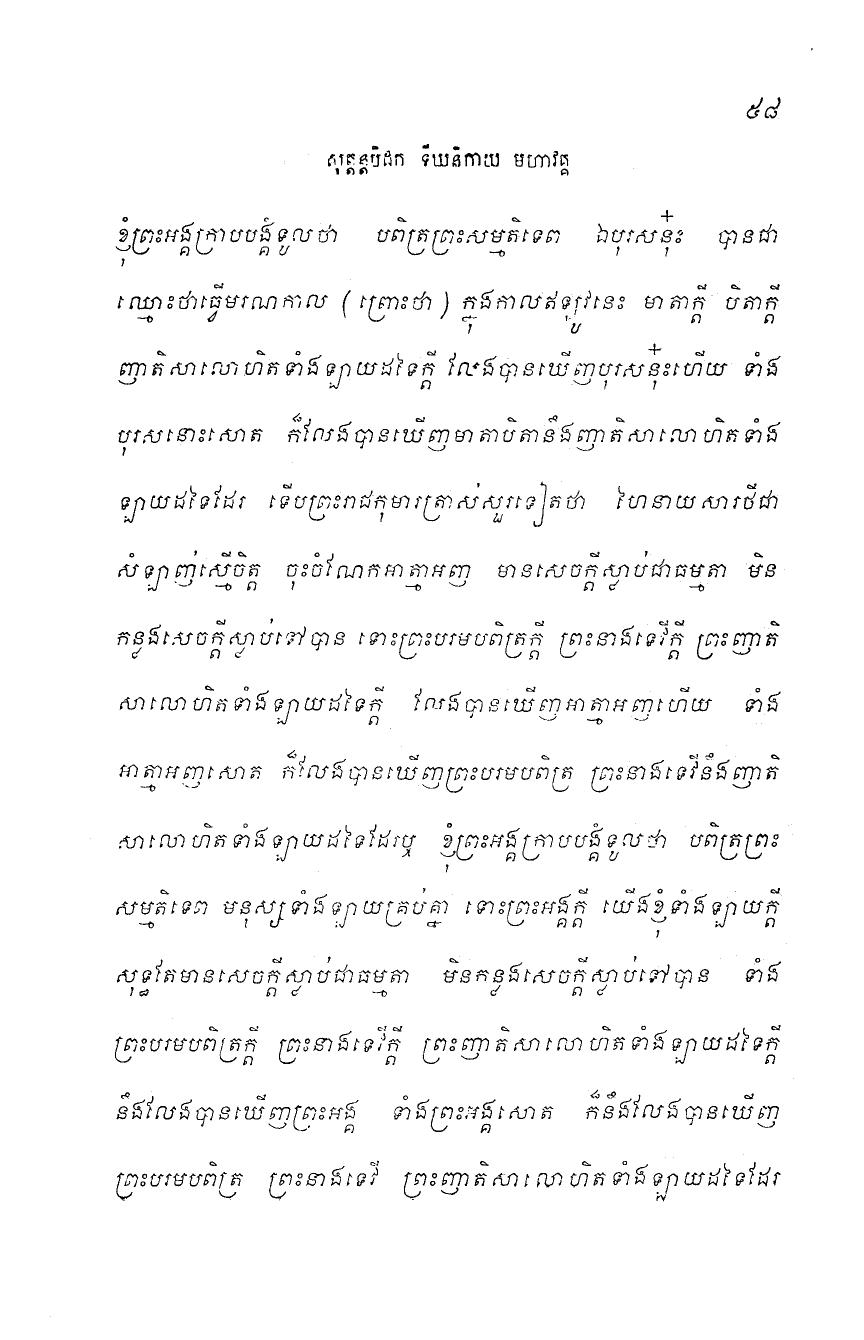 ៥៨
សុត្តន្តបិដក ទីឃនិកាយ មហាវគ្គ
ខ្ញុំព្រះអង្គក្រាបបង្គំទូលថា បពិត្រព្រះសម្មតិទេព ឯបុរសនុ៎ះ បានជា
ឈ្មោះថាធ្វើមរណកាល (ព្រោះថា) ក្នុងកាលឥឡូវនេះ មាតាក្តី បិតាក្តី
ញាតិសាលោហិតទាំងឡាយដទៃក្តី លែងបានឃើញបុរសនុ៎ះហើយ ទាំង
បុរសនោះសោត ក៏លែងបានឃើញមាតាបិតានឹងញាតិសាលោហិតទាំង
ឡាយដទៃដែរ ទើបព្រះរាជកុមារត្រាស់សួរទៀតថា ហៃនាយសារថីជា
សំឡាញ់ស្មើចិត្ត ចុះចំណែកអាត្មាអញ មានសេចក្តីស្លាប់ជាធម្មតា មិន
កន្លងសេចក្តីស្លាប់ទៅបាន ទោះព្រះបរមបពិត្រក្តី ព្រះនាងទេវីក្តី ព្រះញាតិ
សាលោហិតទាំងឡាយដទៃក្តី លែងបានឃើញអាត្មាអញហើយ ទាំង
អាត្មាអញសោត ក៏លែងបានឃើញព្រះបរមបពិត្រ ព្រះនាងទេវីនឹងញាតិ
សាលោហិតទាំងឡាយដទៃដែរឬ ខ្ញុំព្រះអង្គក្រាបបង្គំទូលថា បពិត្រព្រះ
សម្មតិទេព មនុស្សទាំងឡាយគ្រប់គ្នា ទោះព្រះអង្គក្តី យើងខ្ញុំទាំងឡាយក្តី
សុទ្ធតែមានសេចក្តីស្លាប់ជាធម្មតា មិនកន្លងសេចក្តីស្លាប់ទៅបាន ទាំង
ព្រះបរមបពិត្រក្តី ព្រះនាងទេវីក្តី ព្រះញាតិសាលោហិតទាំងឡាយដទៃក្តី
នឹងលែងបានឃើញព្រះអង្គ ទាំងព្រះអង្គសោត ក៏នឹងលែងបានឃើញ
ព្រះបរមបពិត្រ ព្រះនាងទេវី ព្រះញាតិសាលោហិតទាំងឡាយដទៃដែរ